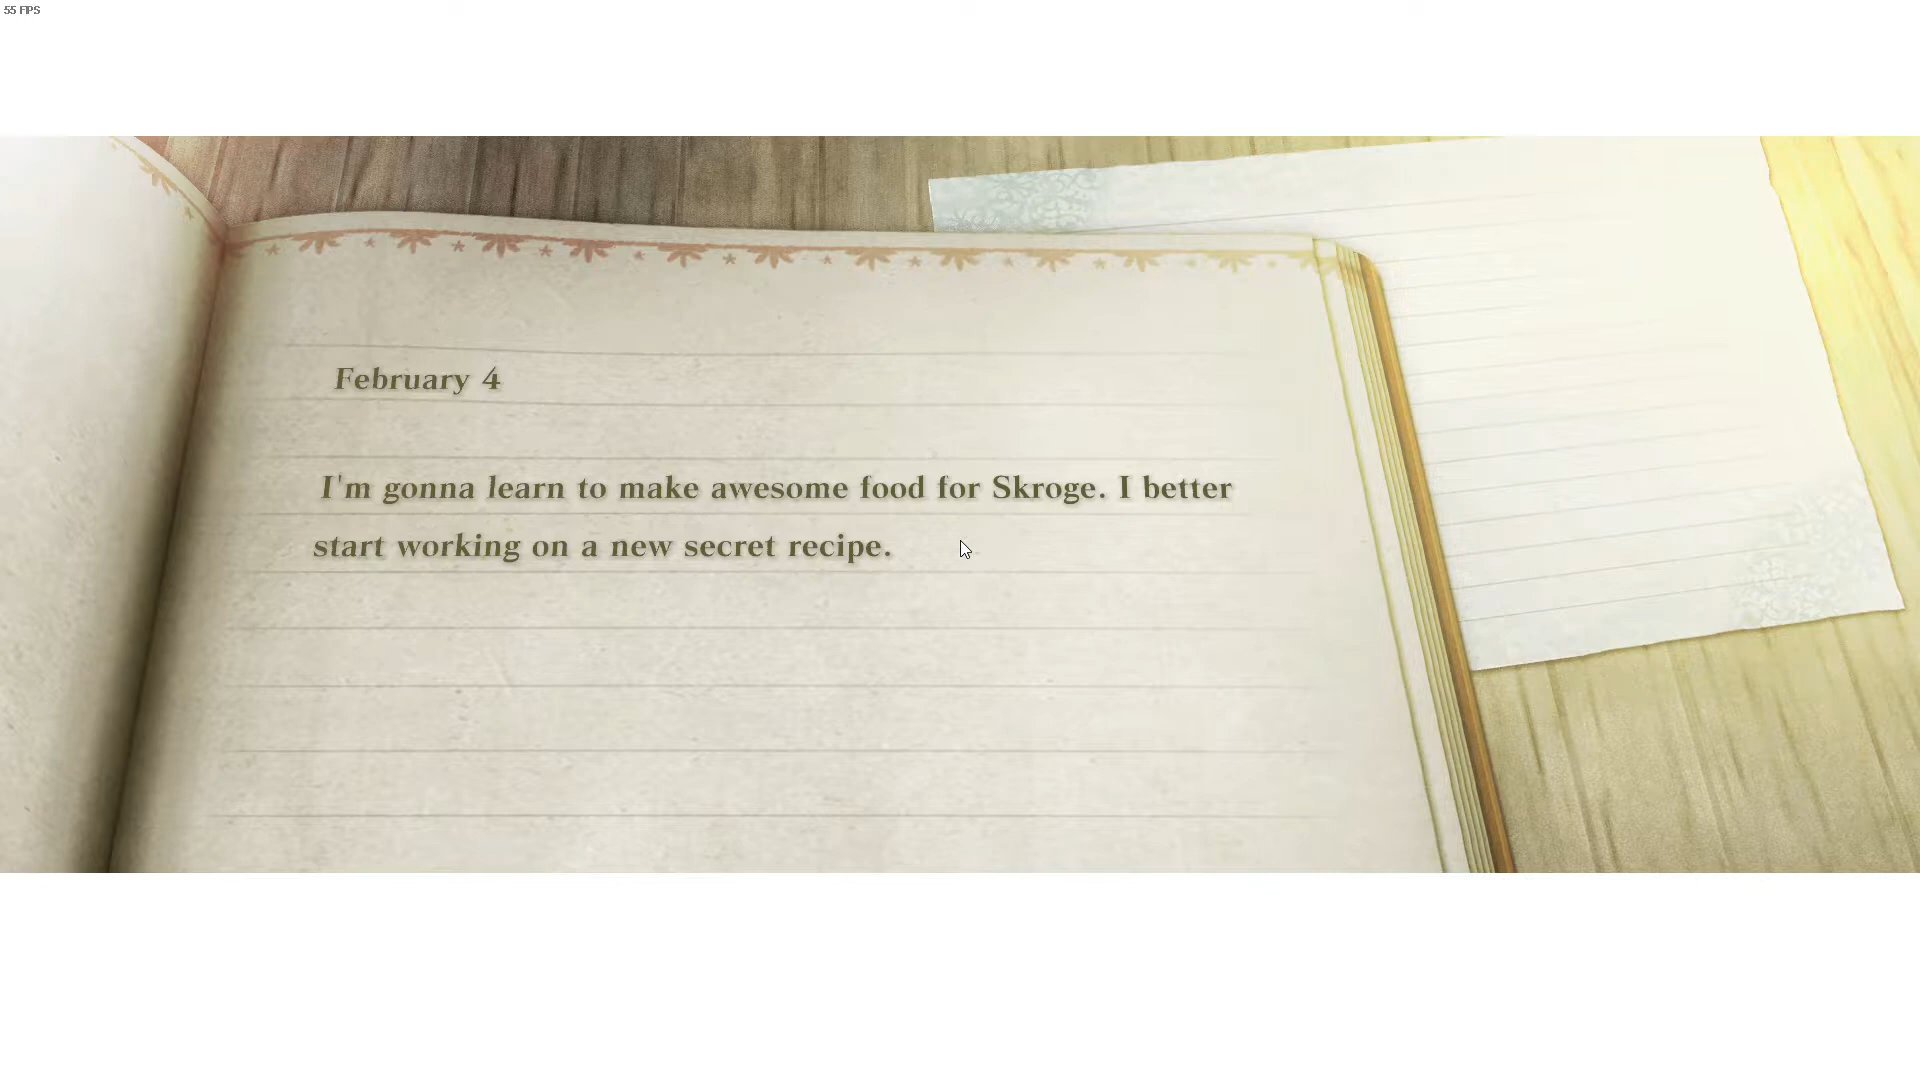 55 FPS
February 4
I'm gonna learn to make awesome food for Skroge. I better
start working on a new secret recipe.